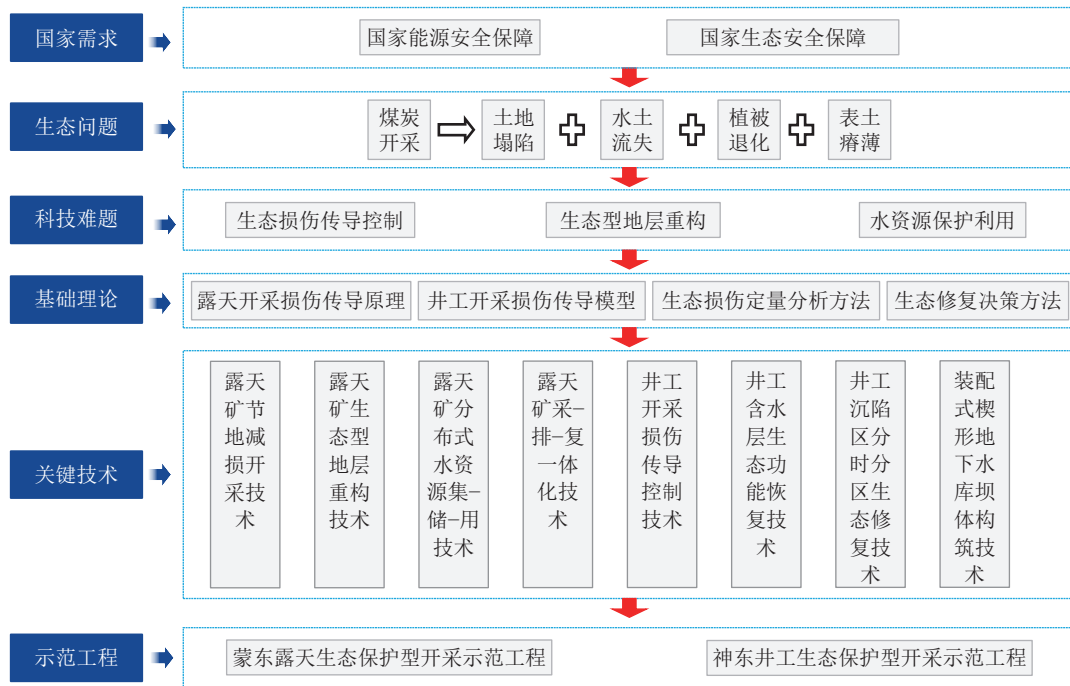 国家需求
国家能源安全保障
国家生态安全保障
生态问题
煤炭
开采
土地
塌陷
水土
流失
植被
退化
表土
瘠薄
科技难题
生态损伤传导控制
生态型地层重构
水资源保护利用
基础理论
露天开采损伤传导原理
井工开采损伤传导模型
生态损伤定量分析方法
生态修复决策方法
关键技术
露天
矿节
地减
损开
采技
术
露天
矿生
态型
地层
重构
技术
露天
矿分
布式
水资
源集–
储–用
技术
露天
矿采–
排–复
一体
化技
术
井工
开采
损伤
传导
控制
技术
井工
含水
层生
态功
能恢
复技
术
井工
沉陷
区分
时分
区生
态修
复技
术
装配
式楔
形地
下水
库坝
体构
筑技
术
示范工程
蒙东露天生态保护型开采示范工程
神东井工生态保护型开采示范工程